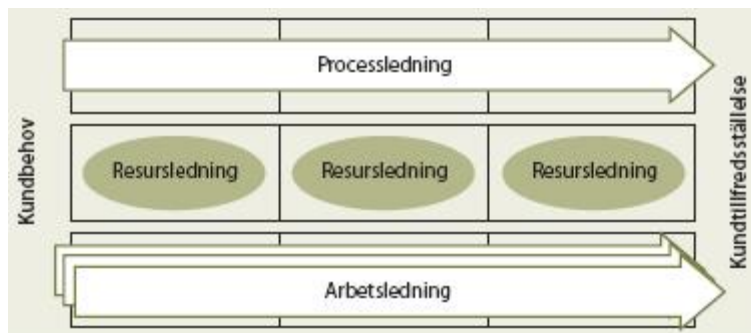 Processledning
Kundbehov
Resursledning
Resursledning
Resursledning
Kundtillfredsställelse
Arbetsledning